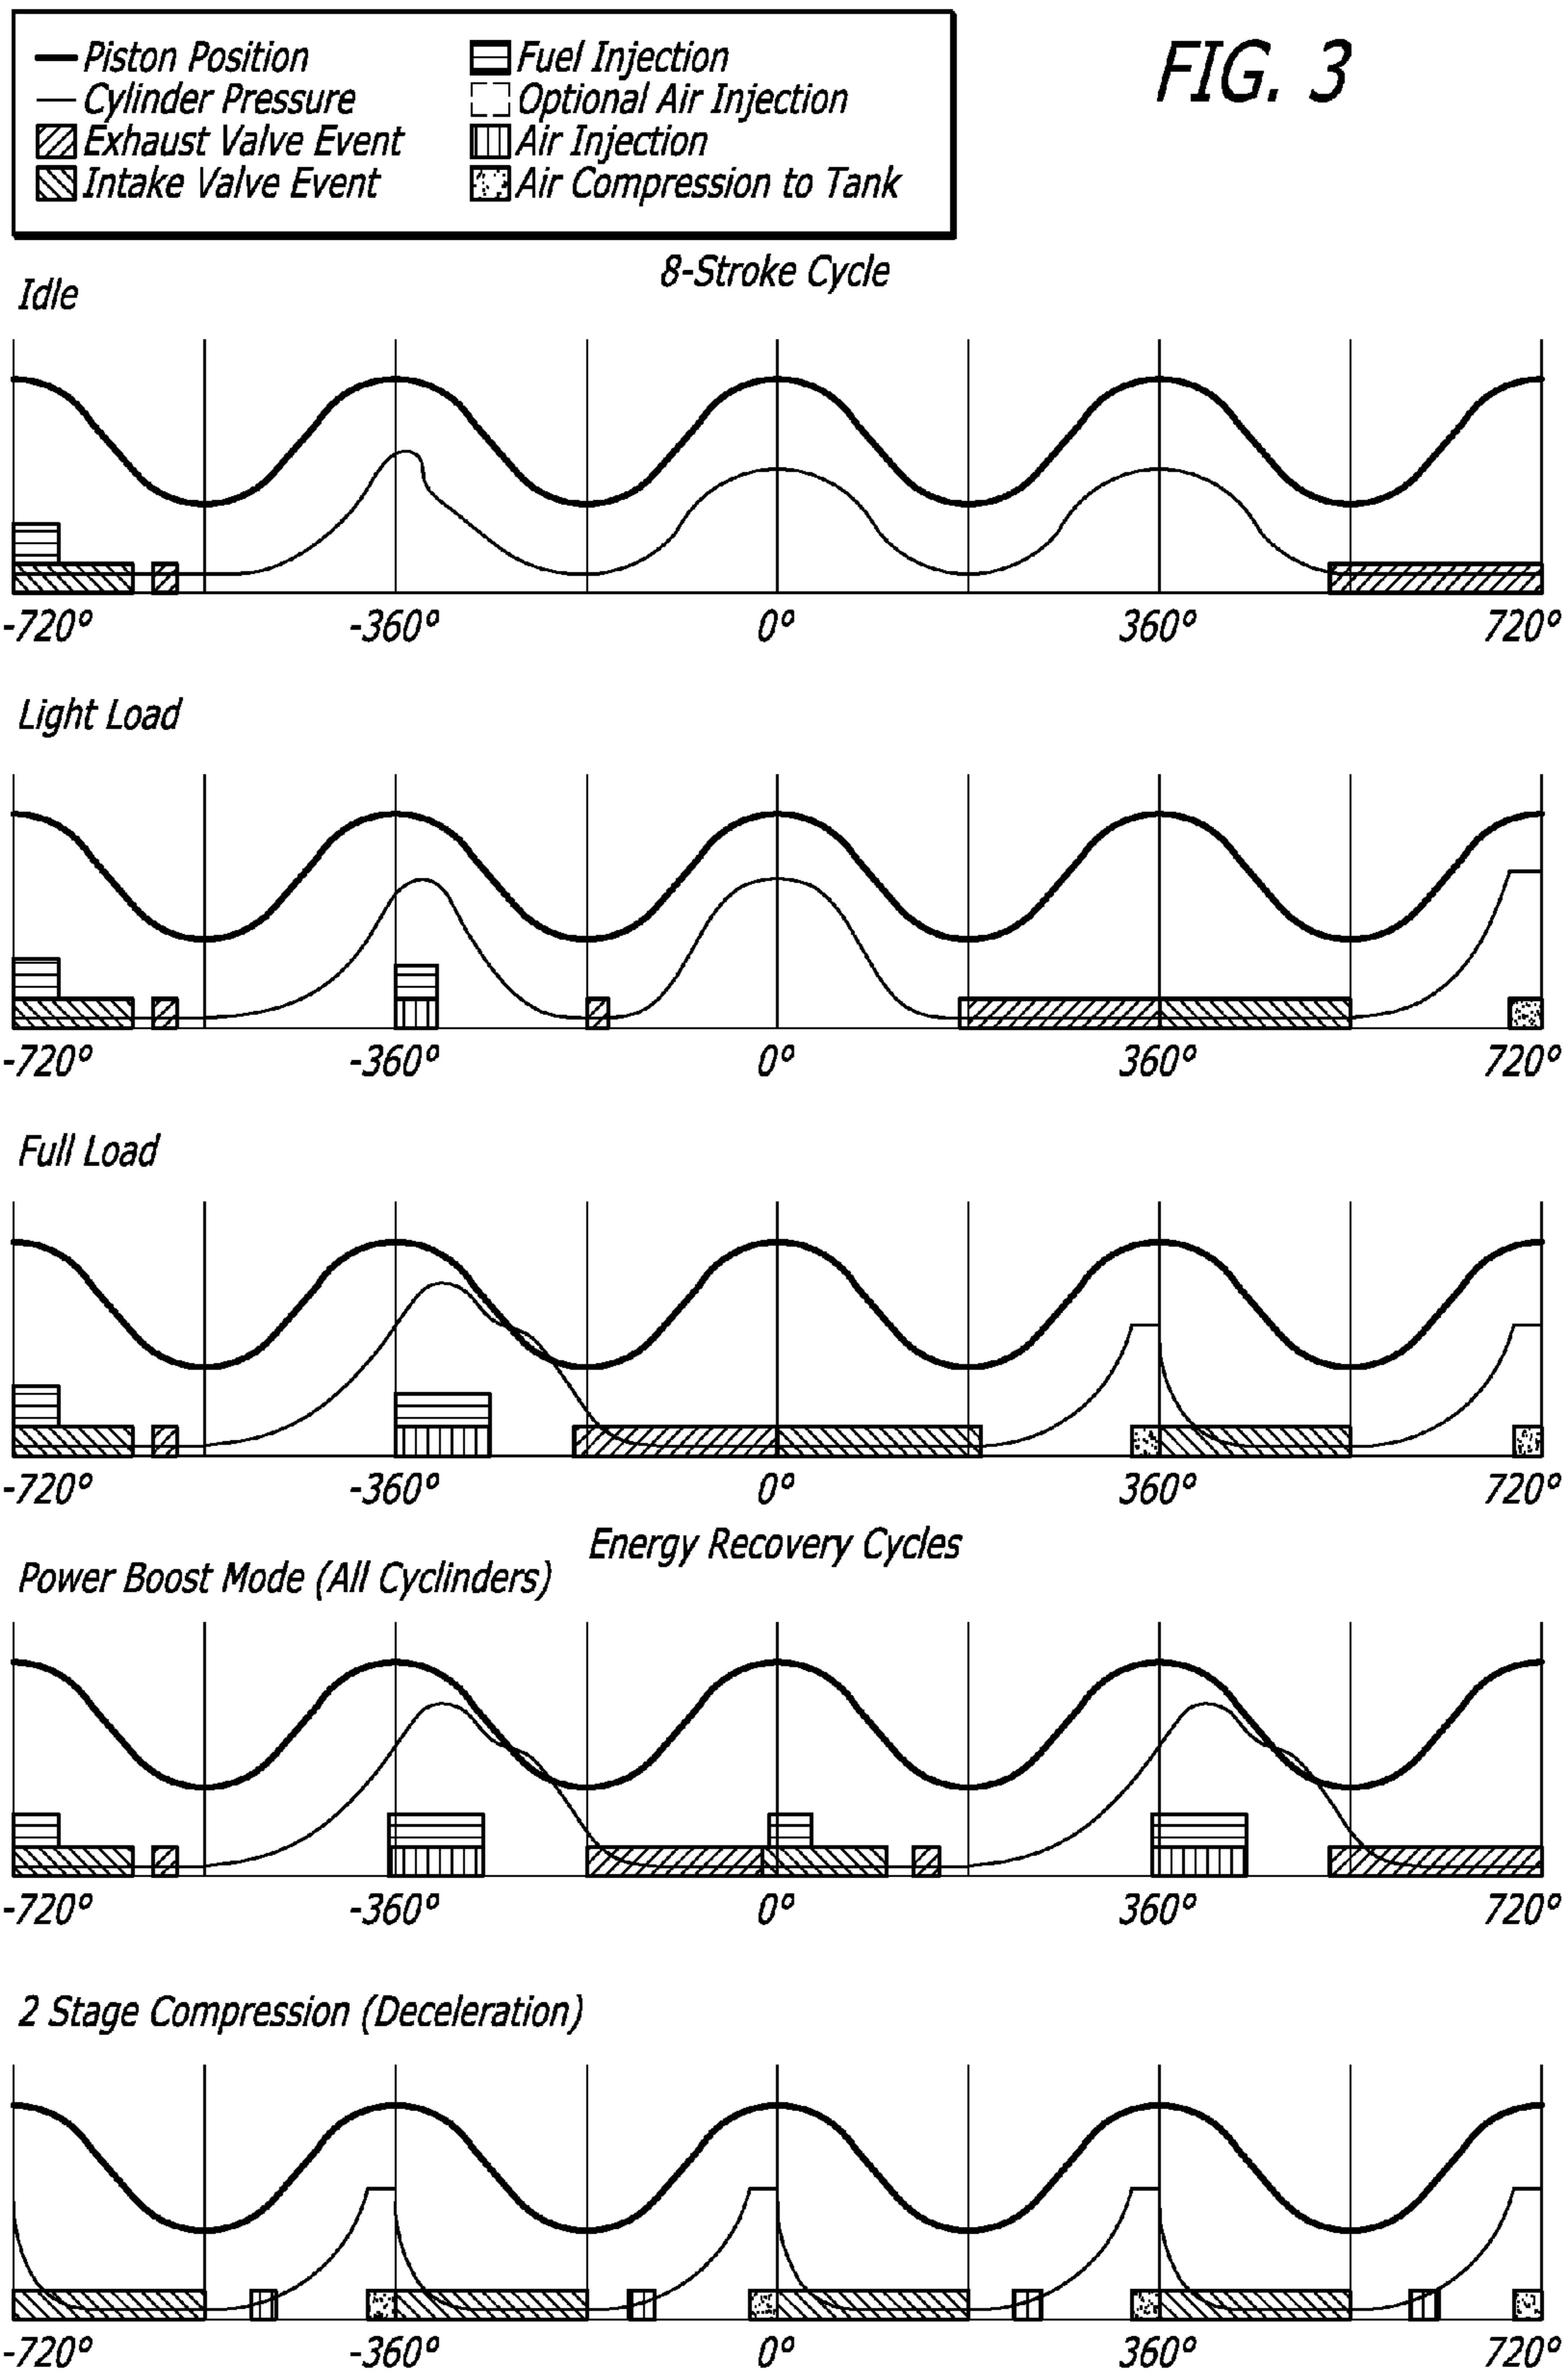 Piston Position
Cylinder Pressure
Exhaust Valve Event
Intake Valve Event
Fuel Injection
Optional Air Injection
Air Injection
Air Compression to Tank
FIG. 3
8-Stroke Cycle
Idle
-720° -360° 0° 360° 720°
Light Load
-720° -360° 0° 360° 720°
Full Load
-720° -360° 0° 360° 720°
Energy Recovery Cycles
Power Boost Mode (All Cyclinders)
-720° -360° 0° 360° 720°
2 Stage Compression (Deceleration)
-720° -360° 0° 360° 720°